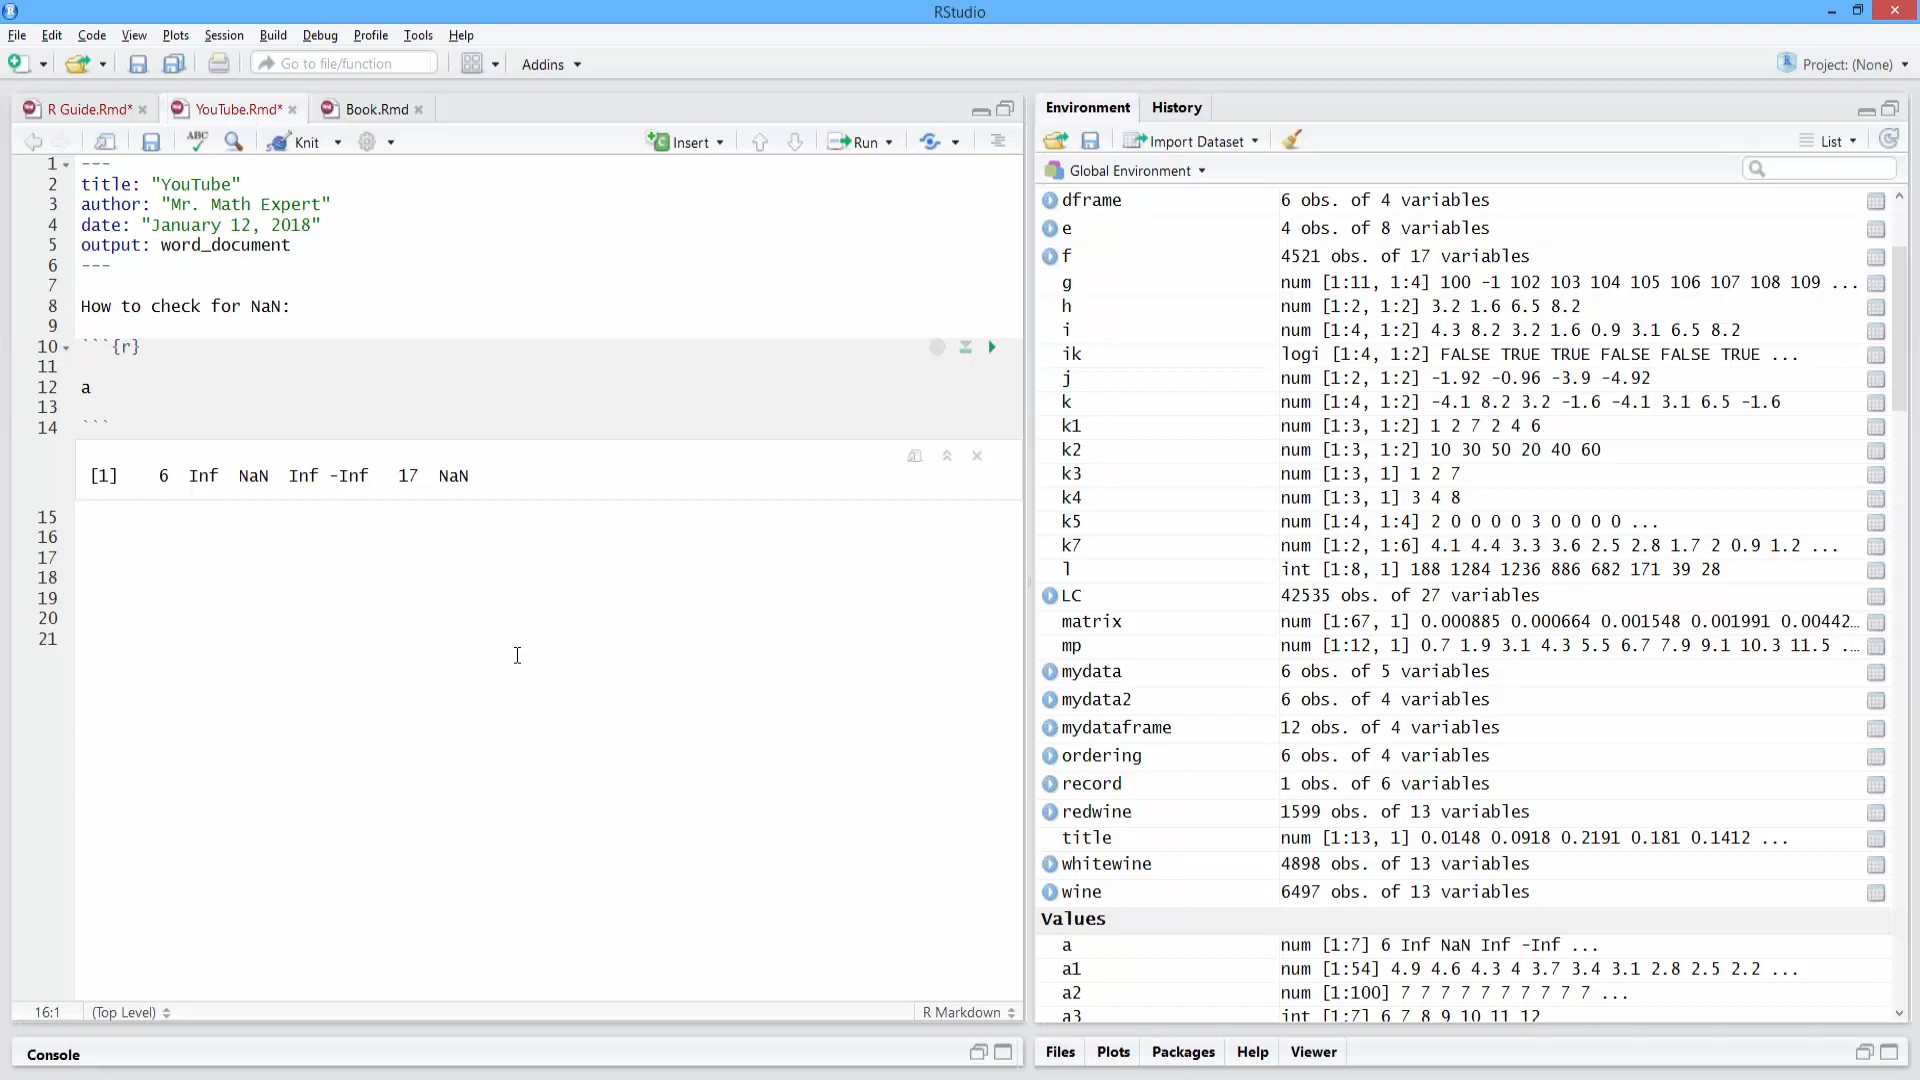 RStudio
File Edit Code View Plots Session Build Debug Profile Tools Help
Go to file/function Addins Project: (None)
R Guide.Rmd* YouTube.Rmd* Book.Rmd
ABC Knit Insert Run
1 ---
2 title: "YouTube"
3 author: "Mr. Math Expert"
4 date: "January 12, 2018"
5 output: word_document
6 ---
7
8 How to check for NaN:
9
10 ```{r}
11
12 a
13
14 ```
[1] 6 Inf NaN Inf -Inf 17 NaN
15
16
17
18
19
20
21
16:1 (Top Level) R Markdown
Console
Environment History
Import Dataset List
Global Environment
dframe 6 obs. of 4 variables
e 4 obs. of 8 variables
f 4521 obs. of 17 variables
g num [1:11, 1:4] 100 -1 102 103 104 105 106 107 108 109 ...
h num [1:2, 1:2] 3.2 1.6 6.5 8.2
i num [1:4, 1:2] 4.3 8.2 3.2 1.6 0.9 3.1 6.5 8.2
ik logi [1:4, 1:2] FALSE TRUE TRUE FALSE FALSE TRUE ...
j num [1:2, 1:2] -1.92 -0.96 -3.9 -4.92
k num [1:4, 1:2] -4.1 8.2 3.2 -1.6 -4.1 3.1 6.5 -1.6
k1 num [1:3, 1:2] 1 2 7 2 4 6
k2 num [1:3, 1:2] 10 30 50 20 40 60
k3 num [1:3, 1] 1 2 7
k4 num [1:3, 1] 3 4 8
k5 num [1:4, 1:4] 2 0 0 0 0 3 0 0 0 0 ...
k7 num [1:2, 1:6] 4.1 4.4 3.3 3.6 2.5 2.8 1.7 2 0.9 1.2 ...
l int [1:8, 1] 188 1284 1236 886 682 171 39 28
LC 42535 obs. of 27 variables
matrix num [1:67, 1] 0.000885 0.000664 0.001548 0.001991 0.00442…
mp num [1:12, 1] 0.7 1.9 3.1 4.3 5.5 6.7 7.9 9.1 10.3 11.5 …
mydata 6 obs. of 5 variables
mydata2 6 obs. of 4 variables
mydataframe 12 obs. of 4 variables
ordering 6 obs. of 4 variables
record 1 obs. of 6 variables
redwine 1599 obs. of 13 variables
title num [1:13, 1] 0.0148 0.0918 0.2191 0.181 0.1412 ...
whitewine 4898 obs. of 13 variables
wine 6497 obs. of 13 variables
Values
a num [1:7] 6 Inf NaN Inf -Inf ...
a1 num [1:54] 4.9 4.6 4.3 4 3.7 3.4 3.1 2.8 2.5 2.2 ...
a2 num [1:100] 7 7 7 7 7 7 7 7 7 7 ...
a3 int [1:7] 6 7 8 9 10 11 12
Files Plots Packages Help Viewer